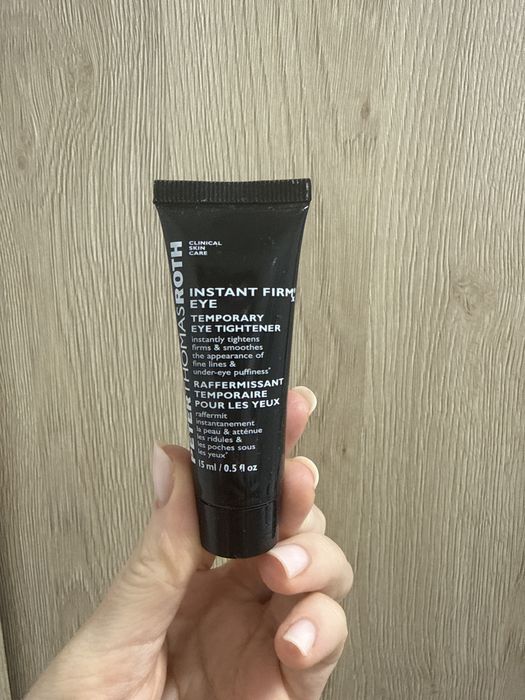 PETER THOMAS ROTH
CLINICAL
SKIN
CARE
INSTANT FIRMX
EYE
TEMPORARY
EYE TIGHTENER
instantly tightens
firms & smoothes
the appearance of
fine lines &
under-eye puffiness*
RAFFERMISSANT
TEMPORAIRE
POUR LES YEUX
raffermit
instantanement
la peau & atténue
les ridules &
les poches sous
les yeux*
15 ml / 0.5 fl oz